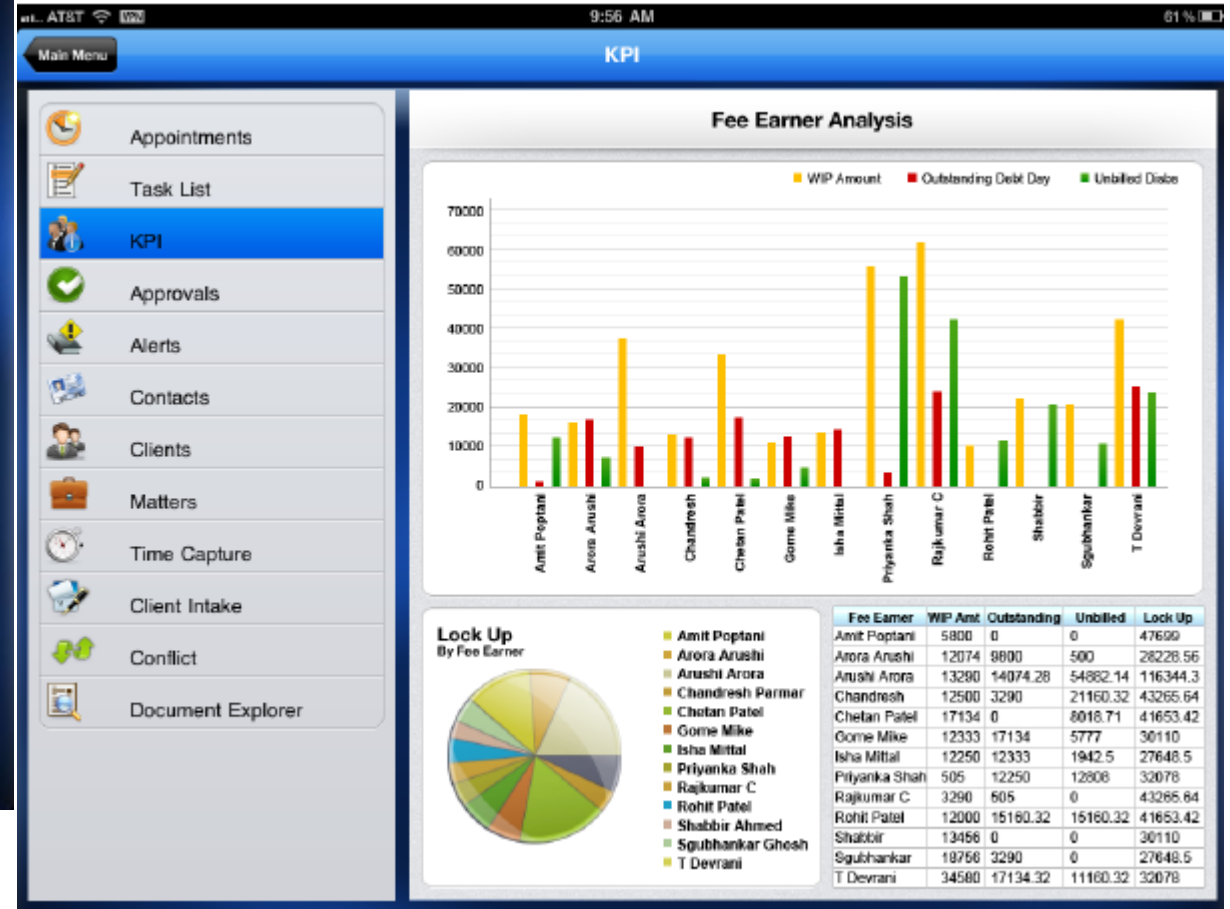 AT&T VPN 9:56 AM 61%
Main Menu KPI
Appointments
Task List
KPI
Approvals
Alerts
Contacts
Clients
Matters
Time Capture
Client Intake
Conflict
Document Explorer
Fee Earner Analysis
WIP Amount Outstanding Debt Day Unbilled Disbs
70000
60000
50000
40000
30000
20000
10000
0
Amit Poptani Arora Arushi Arushi Arora Chandresh Chetan Patel Gorne Mike Isha Mittal Priyanka Shah Rajkumar C Rohit Patel Shabbir Sgubhankar T Devrani
Lock Up
By Fee Earner
Amit Poptani
Arora Arushi
Arushi Arora
Chandresh Parmar
Chetan Patel
Gorne Mike
Isha Mittal
Priyanka Shah
Rajkumar C
Rohit Patel
Shabbir Ahmed
Sgubhankar Ghosh
T Devrani
Fee Earner WIP Amt Outstanding Unbilled Lock Up
Amit Poptani 5800 0 0 47699
Arora Arushi 12074 9800 500 28228.56
Arushi Arora 13290 14074.28 54882.14 116344.3
Chandresh 12500 3290 21160.32 43265.64
Chetan Patel 17134 0 8018.71 41653.42
Gorne Mike 12333 17134 5777 30110
Isha Mittal 12250 12333 1942.5 27648.5
Priyanka Shah 505 12250 12808 32078
Rajkumar C 3290 505 0 43265.64
Rohit Patel 12000 15160.32 15160.32 41653.42
Shabbir 13456 0 0 30110
Sgubhankar 18756 3290 0 27648.5
T Devrani 34580 17134.32 11160.32 32078